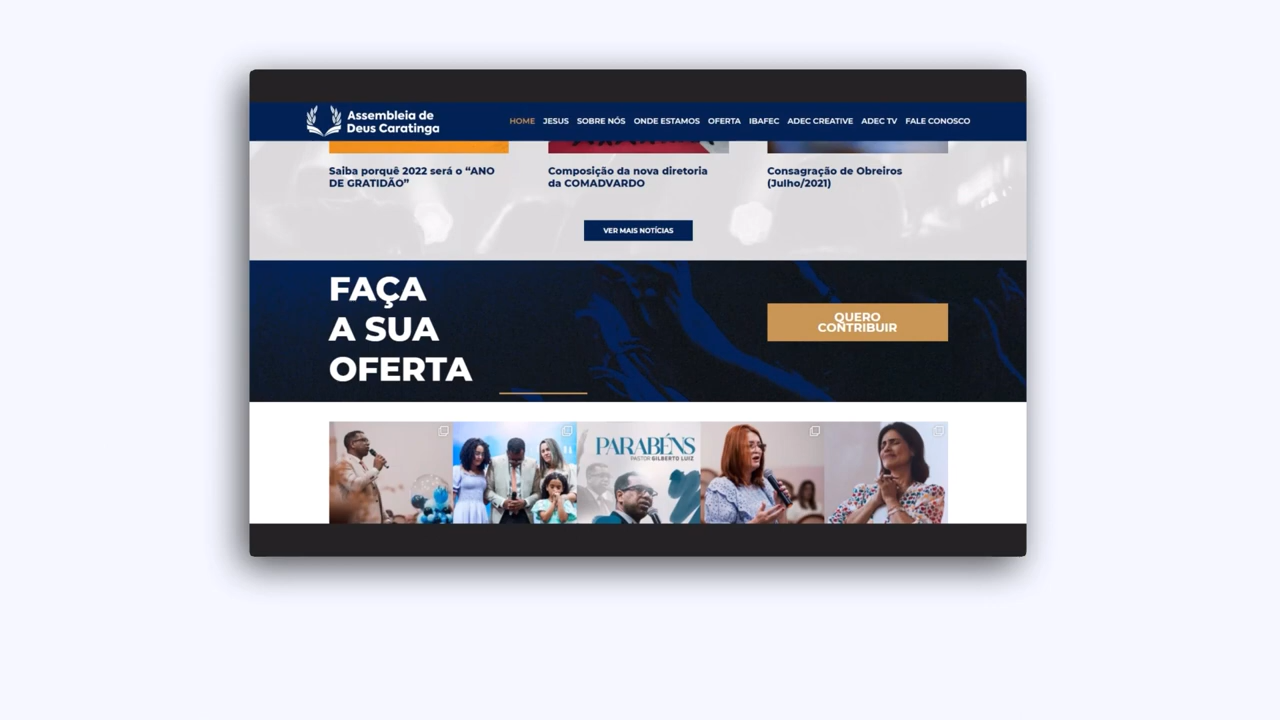 Assembleia de
Deus Caratinga
HOME JESUS SOBRE NÓS ONDE ESTAMOS OFERTA IBAFEC ADEC CREATIVE ADEC TV FALE CONOSCO
Saiba porquê 2022 será o “ANO
DE GRATIDÃO”
Composição da nova diretoria
da COMADVARDO
Consagração de Obreiros
(Julho/2021)
VER MAIS NOTÍCIAS
FAÇA
A SUA
OFERTA
QUERO
CONTRIBUIR
PARABÉNS
PASTOR GILBERTO LUIZ